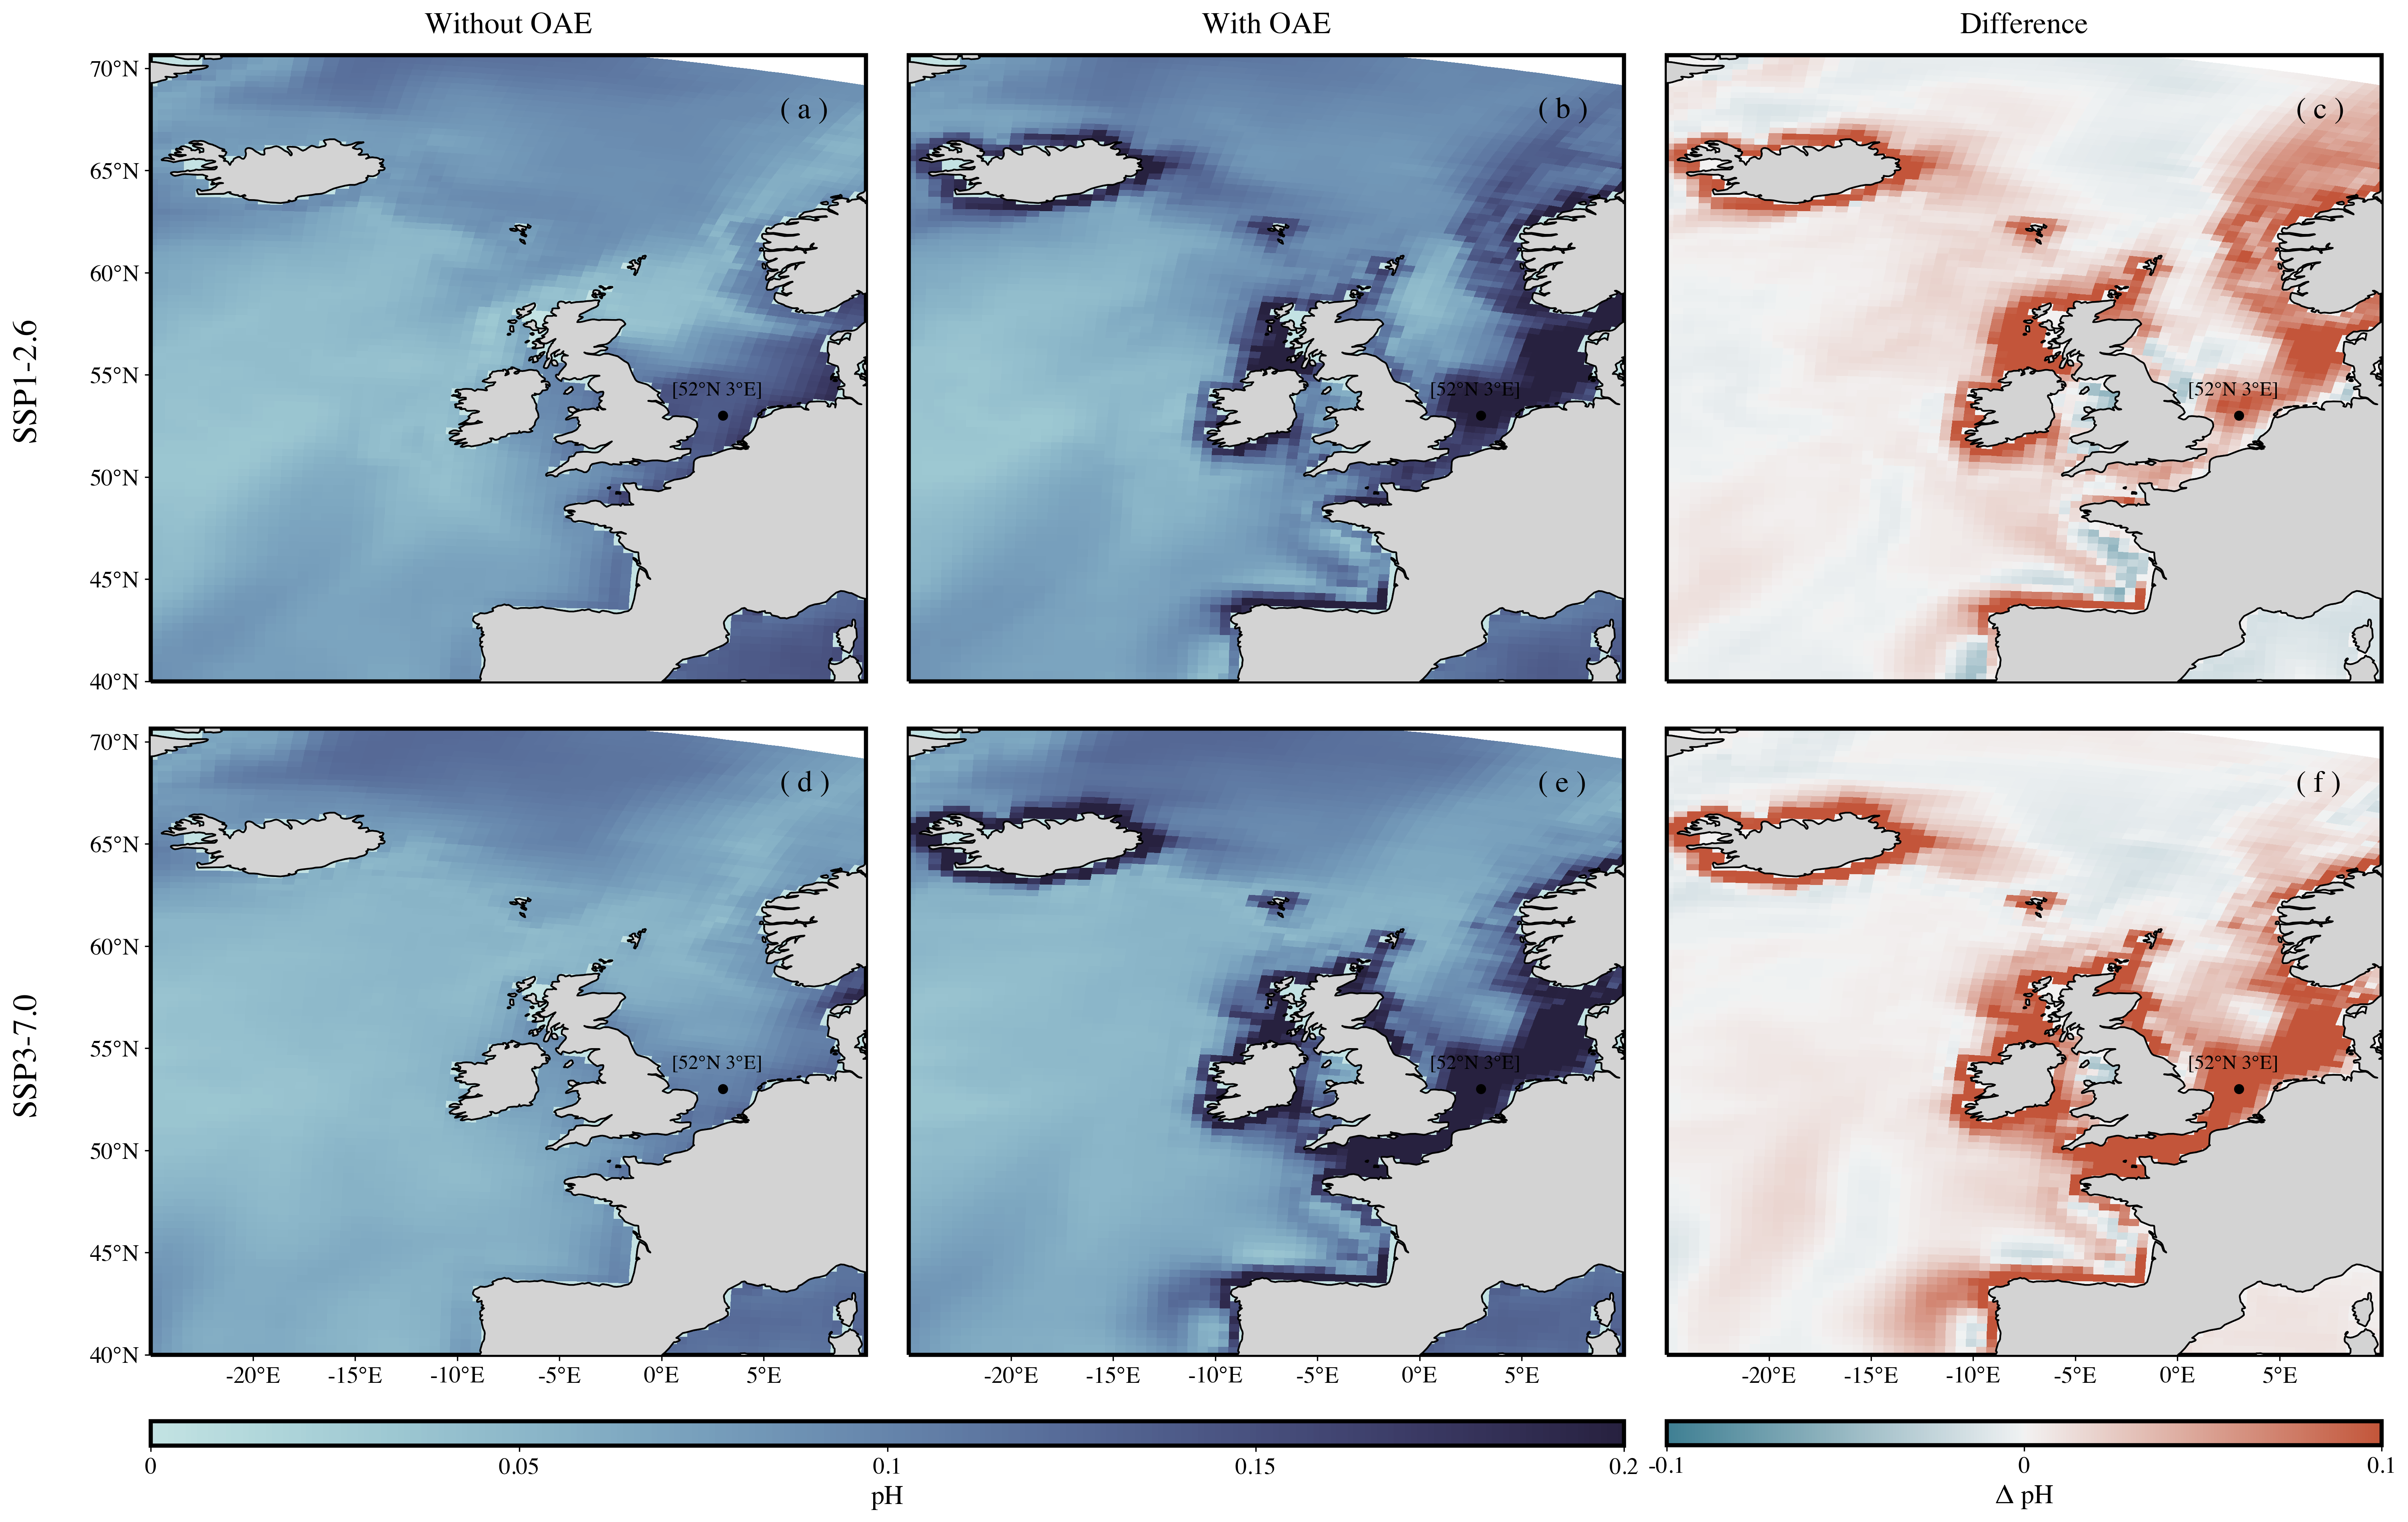 Without OAE
With OAE
Difference
SSP1-2.6
70°N
65°N
60°N
55°N
50°N
45°N
40°N
( a )
[52°N 3°E]
( b )
[52°N 3°E]
( c )
[52°N 3°E]
SSP3-7.0
70°N
65°N
60°N
55°N
50°N
45°N
40°N
( d )
[52°N 3°E]
( e )
[52°N 3°E]
( f )
[52°N 3°E]
-20°E -15°E -10°E -5°E 0°E 5°E
-20°E -15°E -10°E -5°E 0°E 5°E
-20°E -15°E -10°E -5°E 0°E 5°E
0 0.05 0.1 0.15 0.2
pH
-0.1 0 0.1
Δ pH